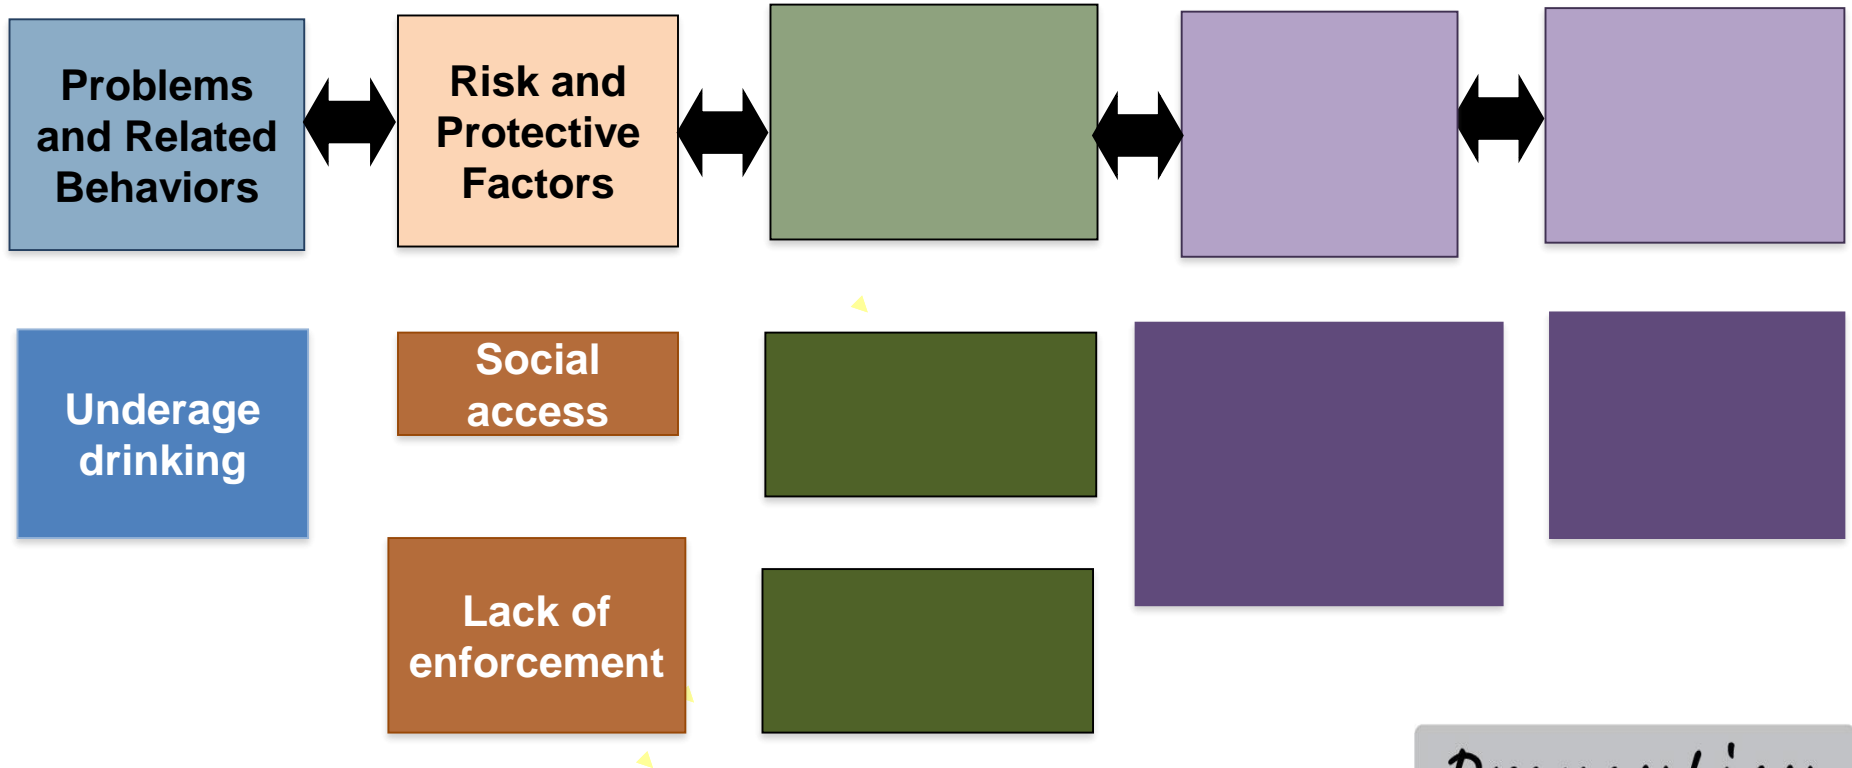 Problems
and Related
Behaviors
Risk and
Protective
Factors
Social
access
Underage
drinking
Lack of
enforcement